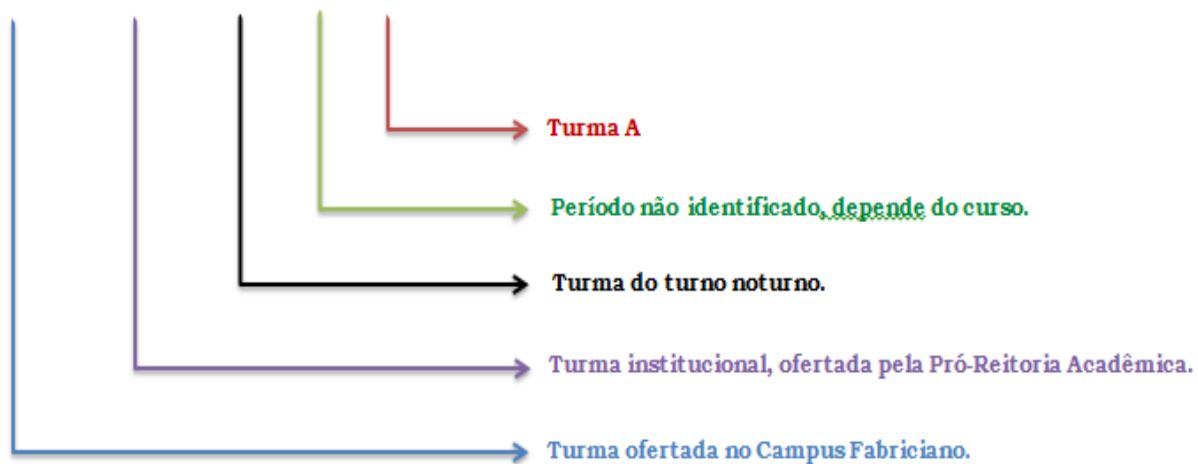 Turma A
Período não identificado, depende do curso.
Turma do turno noturno.
Turma institucional, ofertada pela Pró-Reitoria Acadêmica.
Turma ofertada no Campus Fabriciano.